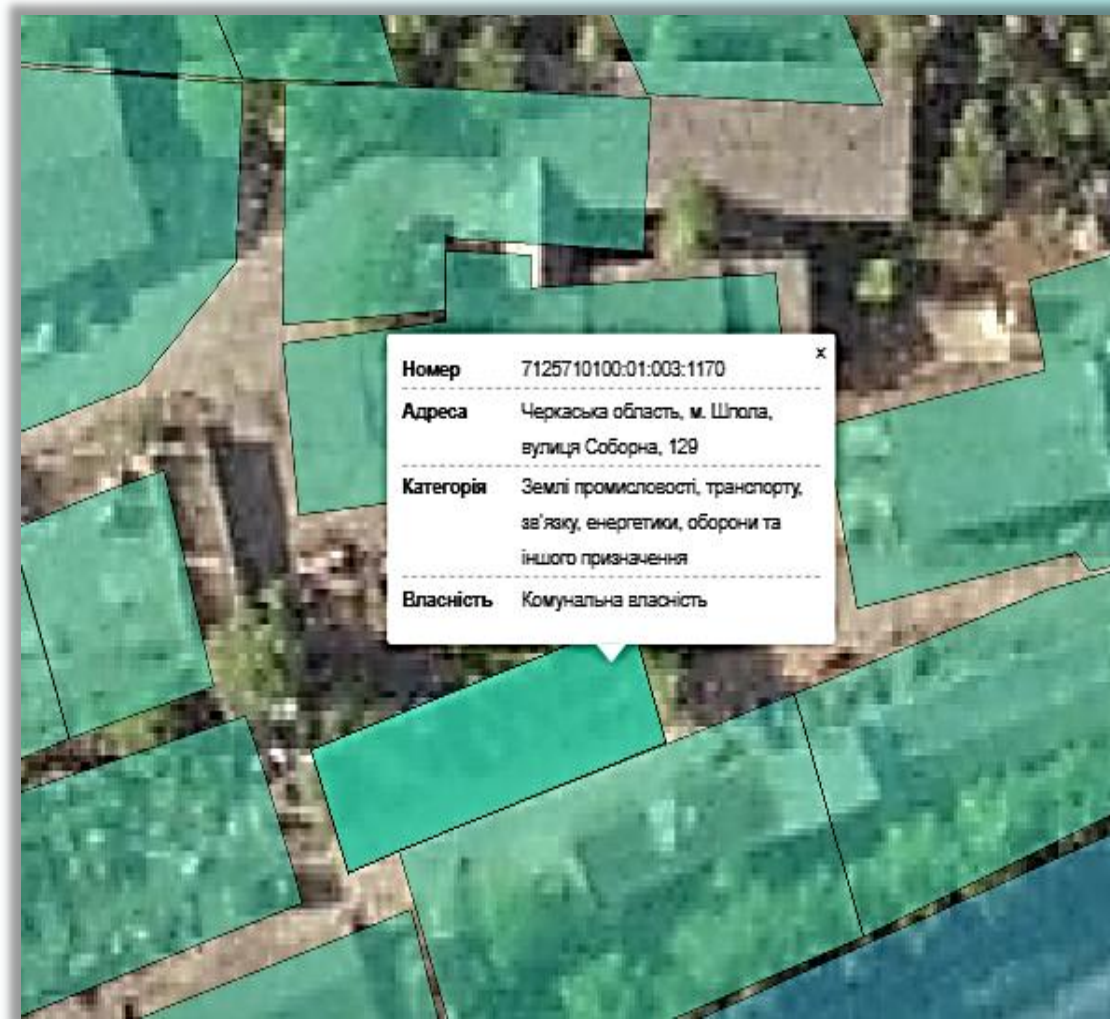 x
Номер 7125710100:01:003:1170
Адреса Черкаська область, м. Шпола,
вулиця Соборна, 129
Категорія Землі промисловості, транспорту,
зв'язку, енергетики, оборони та
іншого призначення
Власність Комунальна власність